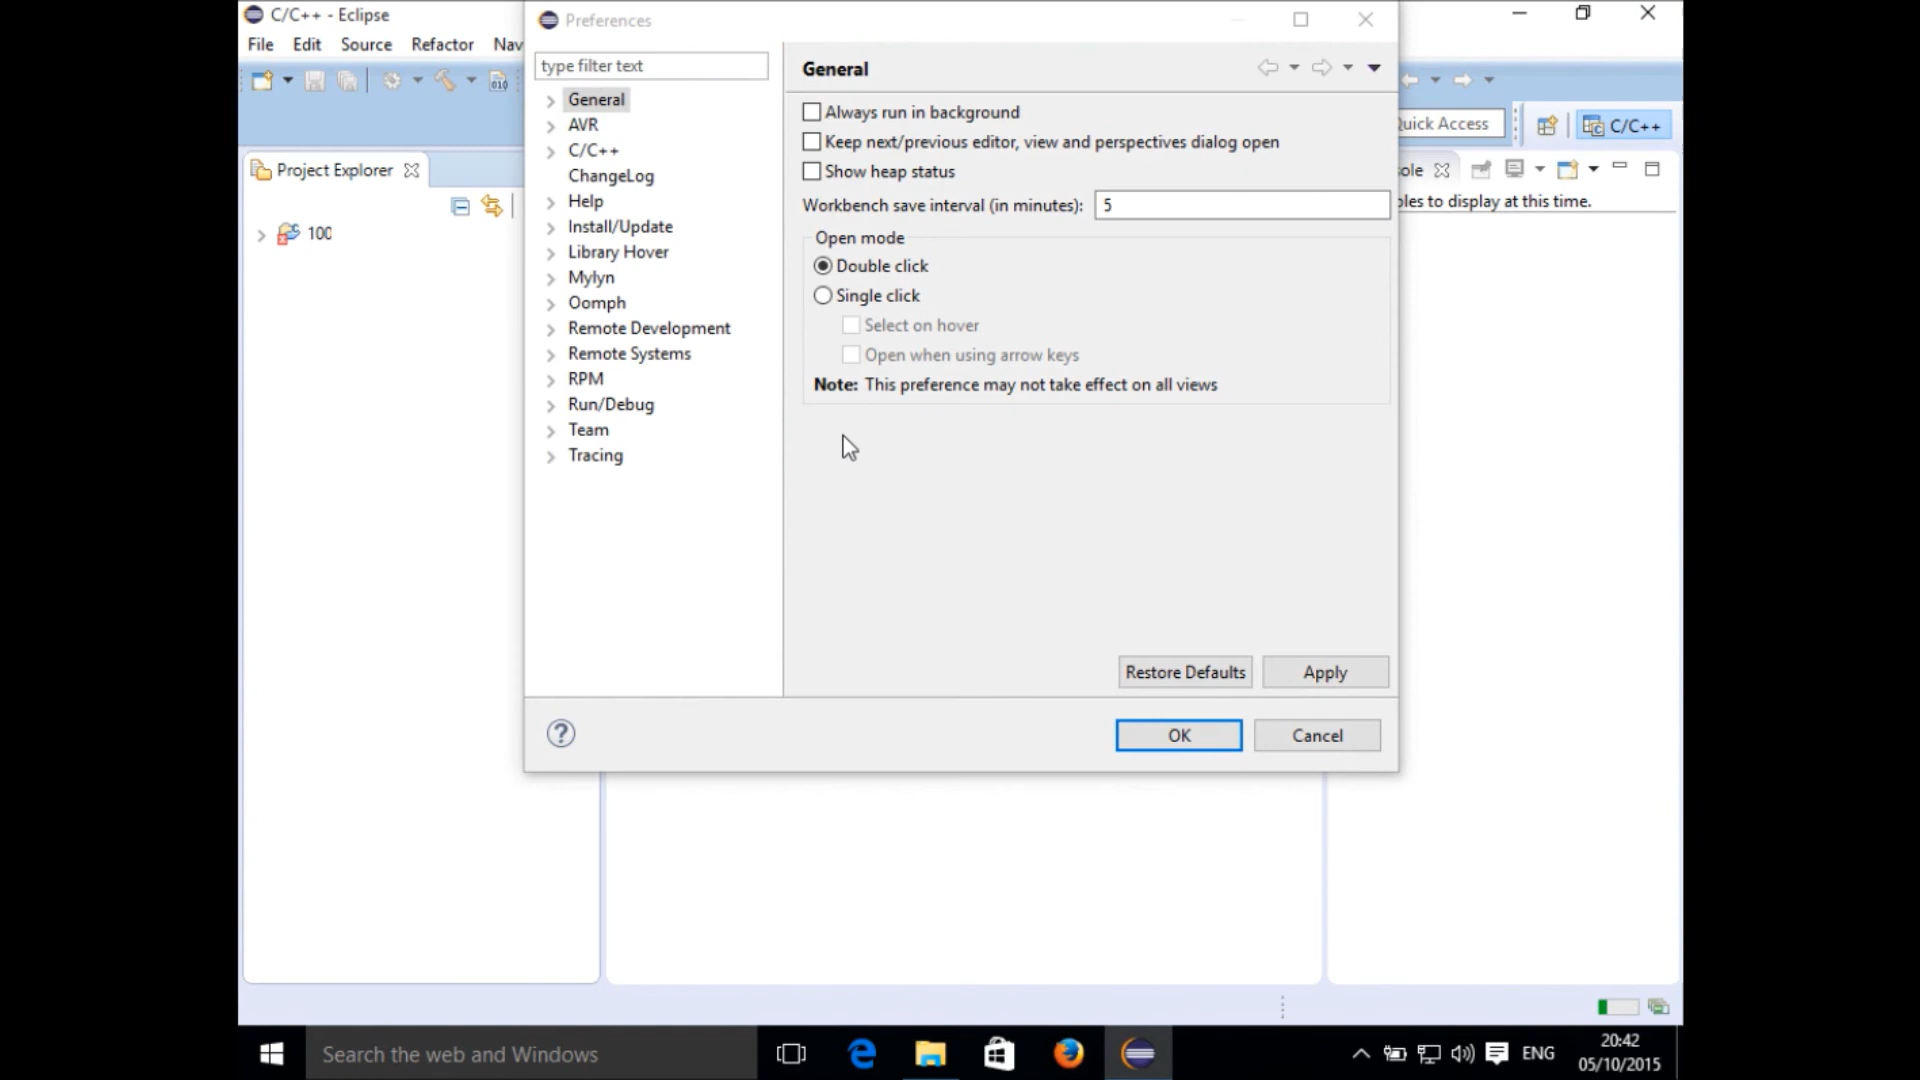 C/C++ - Eclipse
File Edit Source Refactor Nav
Quick Access
C/C++
Project Explorer
100
Preferences
type filter text
General
AVR
C/C++
ChangeLog
Help
Install/Update
Library Hover
Mylyn
Oomph
Remote Development
Remote Systems
RPM
Run/Debug
Team
Tracing
General
Always run in background
Keep next/previous editor, view and perspectives dialog open
Show heap status
Workbench save interval (in minutes): 5
Open mode
Double click
Single click
Select on hover
Open when using arrow keys
Note: This preference may not take effect on all views
Restore Defaults Apply
OK Cancel
ole
oles to display at this time.
Search the web and Windows
ENG
20:42
05/10/2015